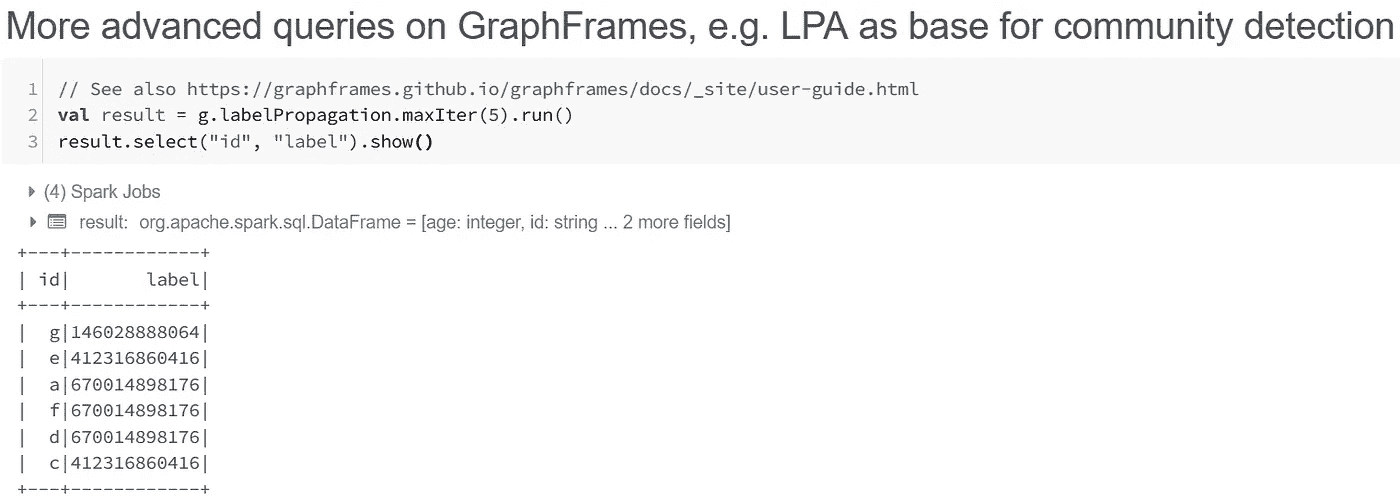 More advanced queries on GraphFrames, e.g. LPA as base for community detection
1 // See also https://graphframes.github.io/graphframes/docs/_site/user-guide.html
2 val result = g.labelPropagation.maxIter(5).run()
3 result.select("id", "label").show()
(4) Spark Jobs
result: org.apache.spark.sql.DataFrame = [age: integer, id: string ... 2 more fields]
+---+------------+
| id|       label|
+---+------------+
|  g|146028888064|
|  e|412316860416|
|  a|670014898176|
|  f|670014898176|
|  d|670014898176|
|  c|412316860416|
+---+------------+